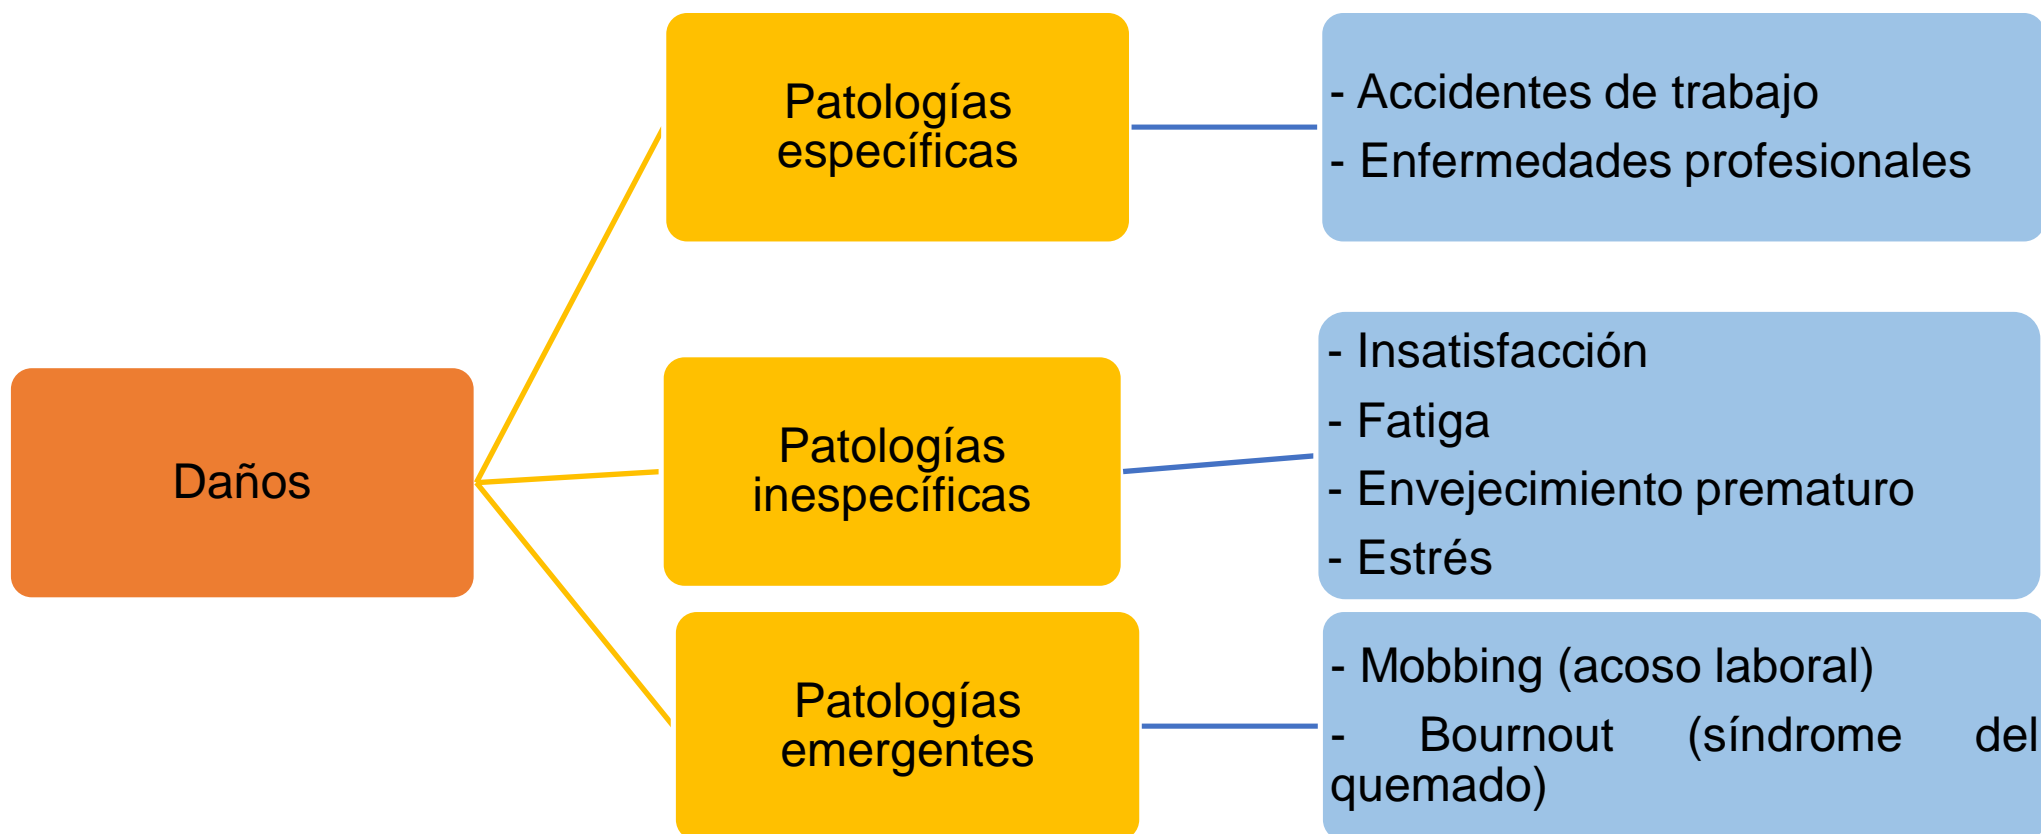 Daños
Patologías
específicas
- Accidentes de trabajo
- Enfermedades profesionales
Patologías
inespecíficas
- Insatisfacción
- Fatiga
- Envejecimiento prematuro
- Estrés
Patologías
emergentes
- Mobbing (acoso laboral)
- Bournout (síndrome del
quemado)